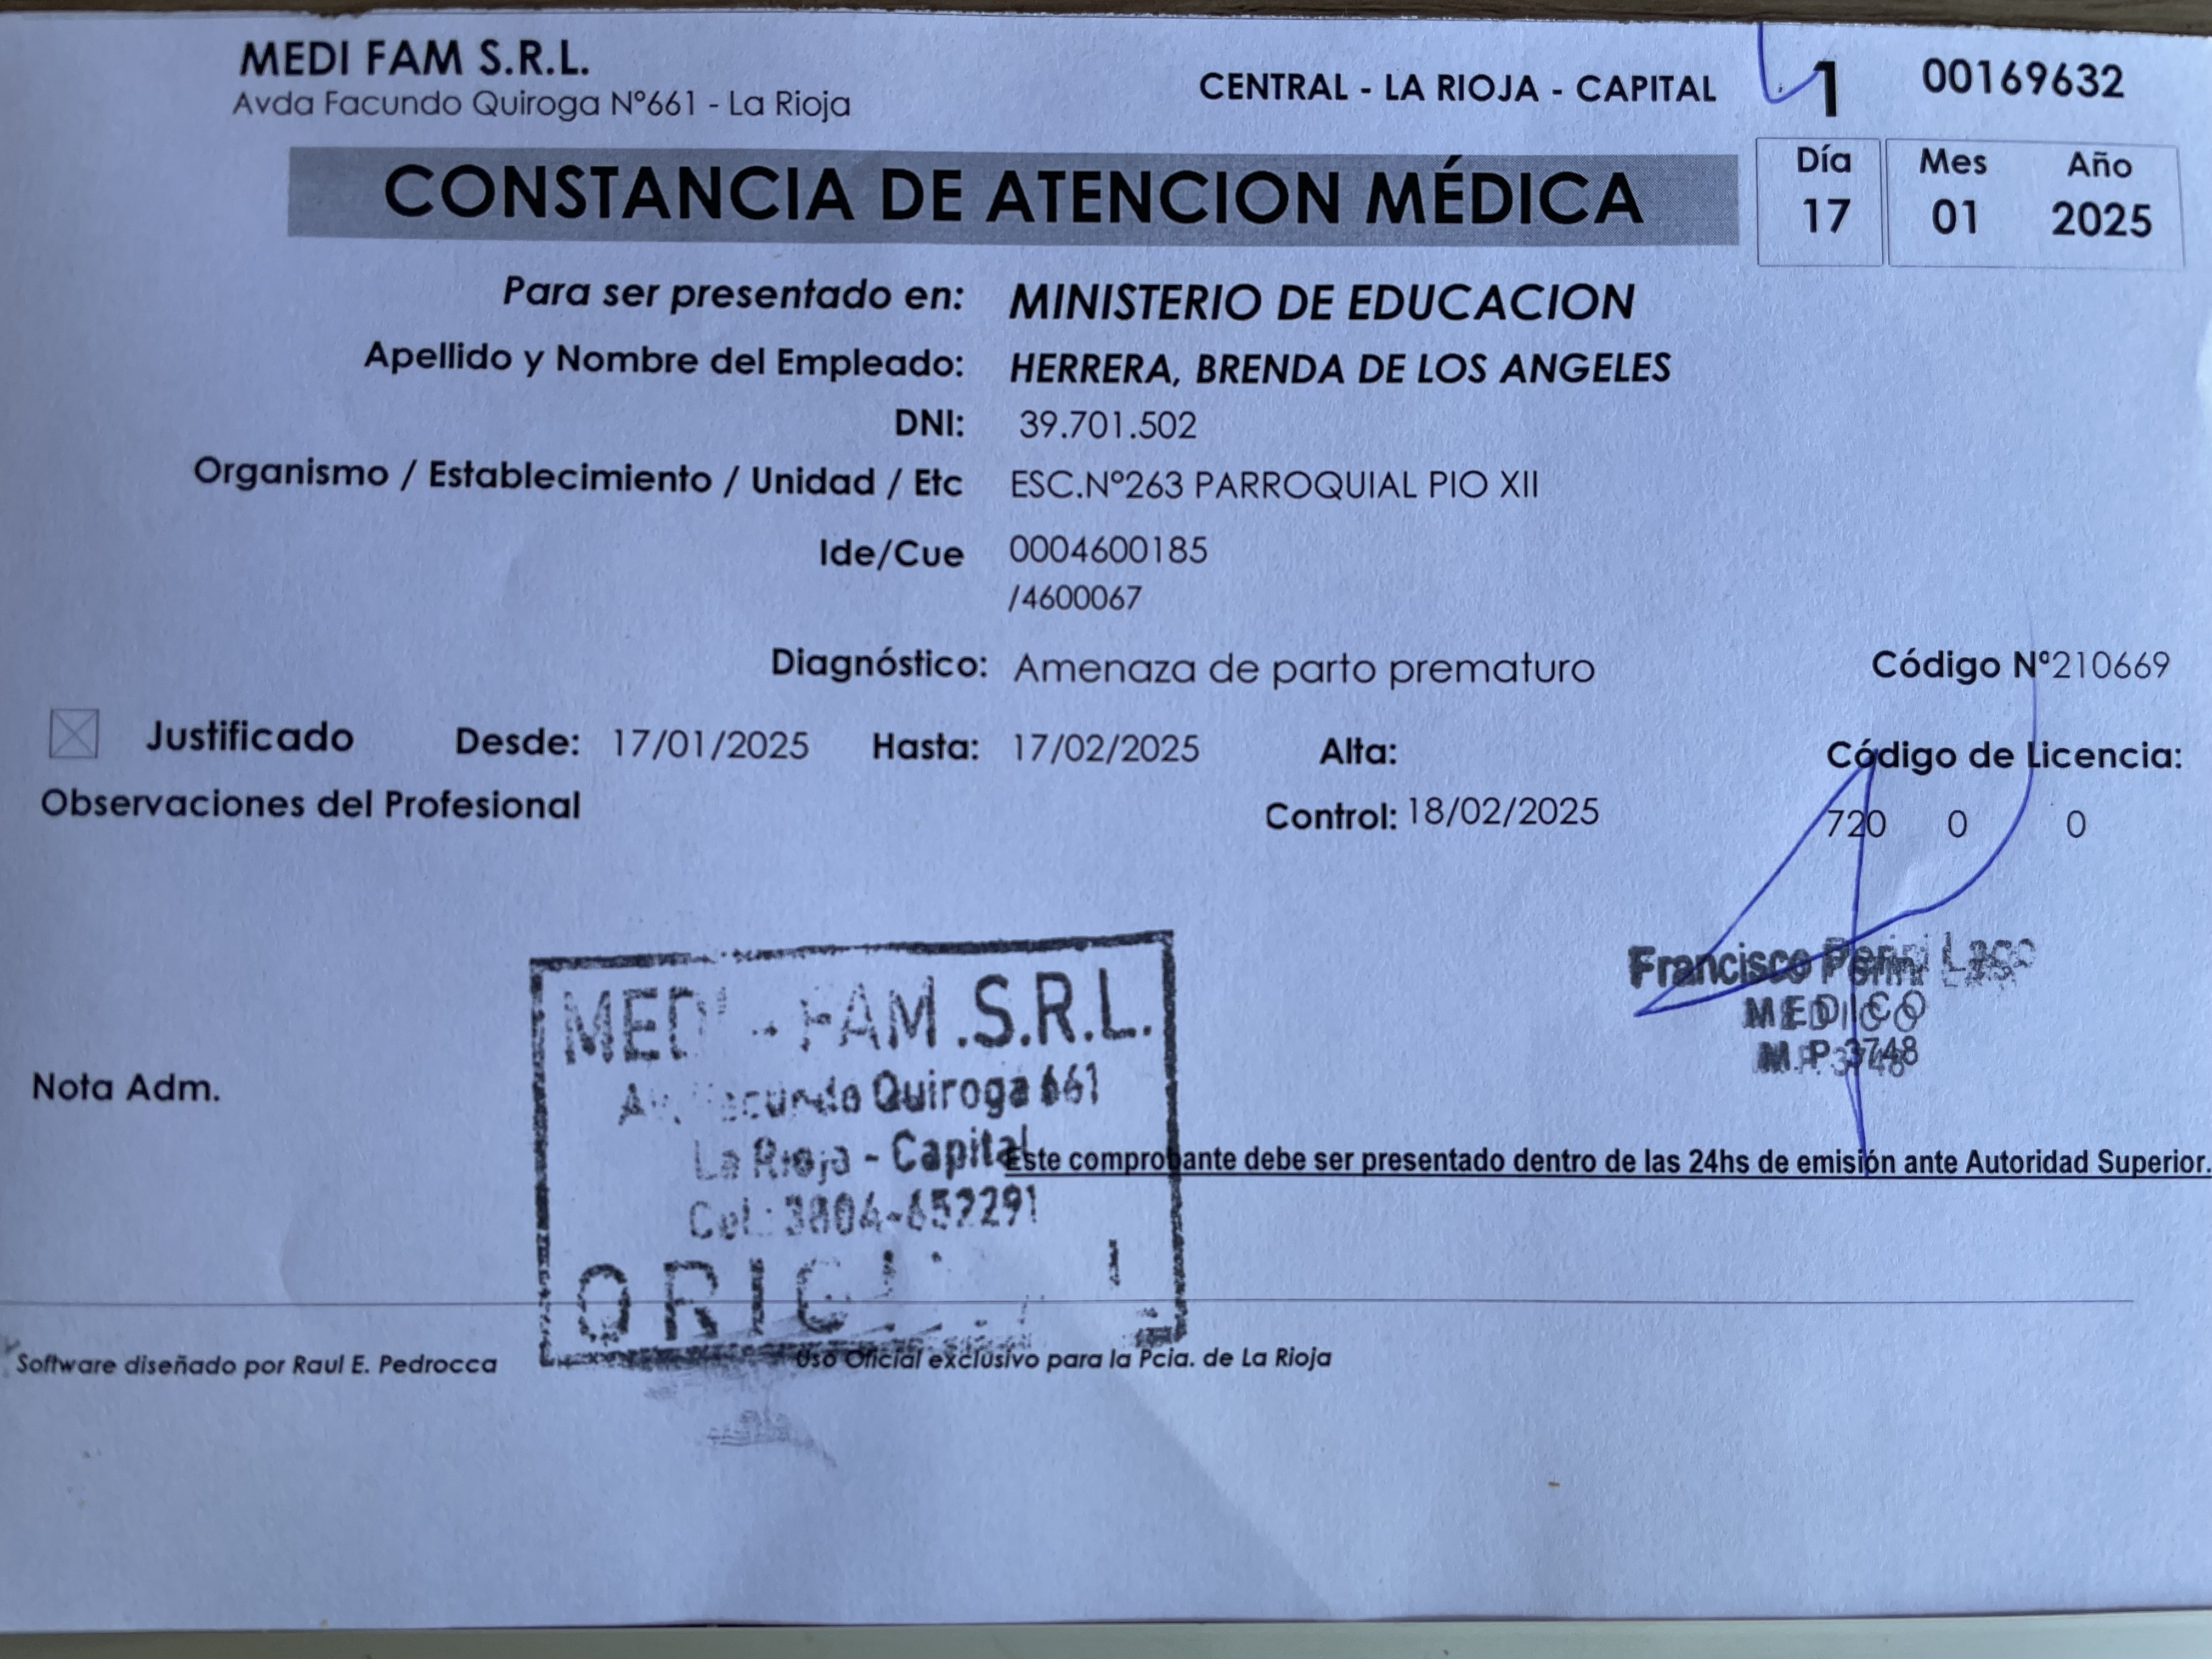 MEDI FAM S.R.L.
Avda Facundo Quiroga Nº661 - La Rioja
CENTRAL - LA RIOJA - CAPITAL 1 00169632
CONSTANCIA DE ATENCION MÉDICA
Día Mes Año
17 01 2025
Para ser presentado en: MINISTERIO DE EDUCACION
Apellido y Nombre del Empleado: HERRERA, BRENDA DE LOS ANGELES
DNI: 39.701.502
Organismo / Establecimiento / Unidad / Etc ESC.Nº263 PARROQUIAL PIO XII
Ide/Cue 0004600185
/4600067
Diagnóstico: Amenaza de parto prematuro Código Nº210669
Justificado Desde: 17/01/2025 Hasta: 17/02/2025 Alta: Código de Licencia:
Observaciones del Profesional Control: 18/02/2025 720 0 0
Francisco
MEDICO
M.P.3748
MEDI - FAM.S.R.L.
Quiroga 661
La Rioja - Capital
Cel.: 3804-652291
Nota Adm.
Este comprobante debe ser presentado dentro de las 24hs de emisión ante Autoridad Superior.
Software diseñado por Raul E. Pedrocca
Uso Oficial exclusivo para la Pcia. de La Rioja